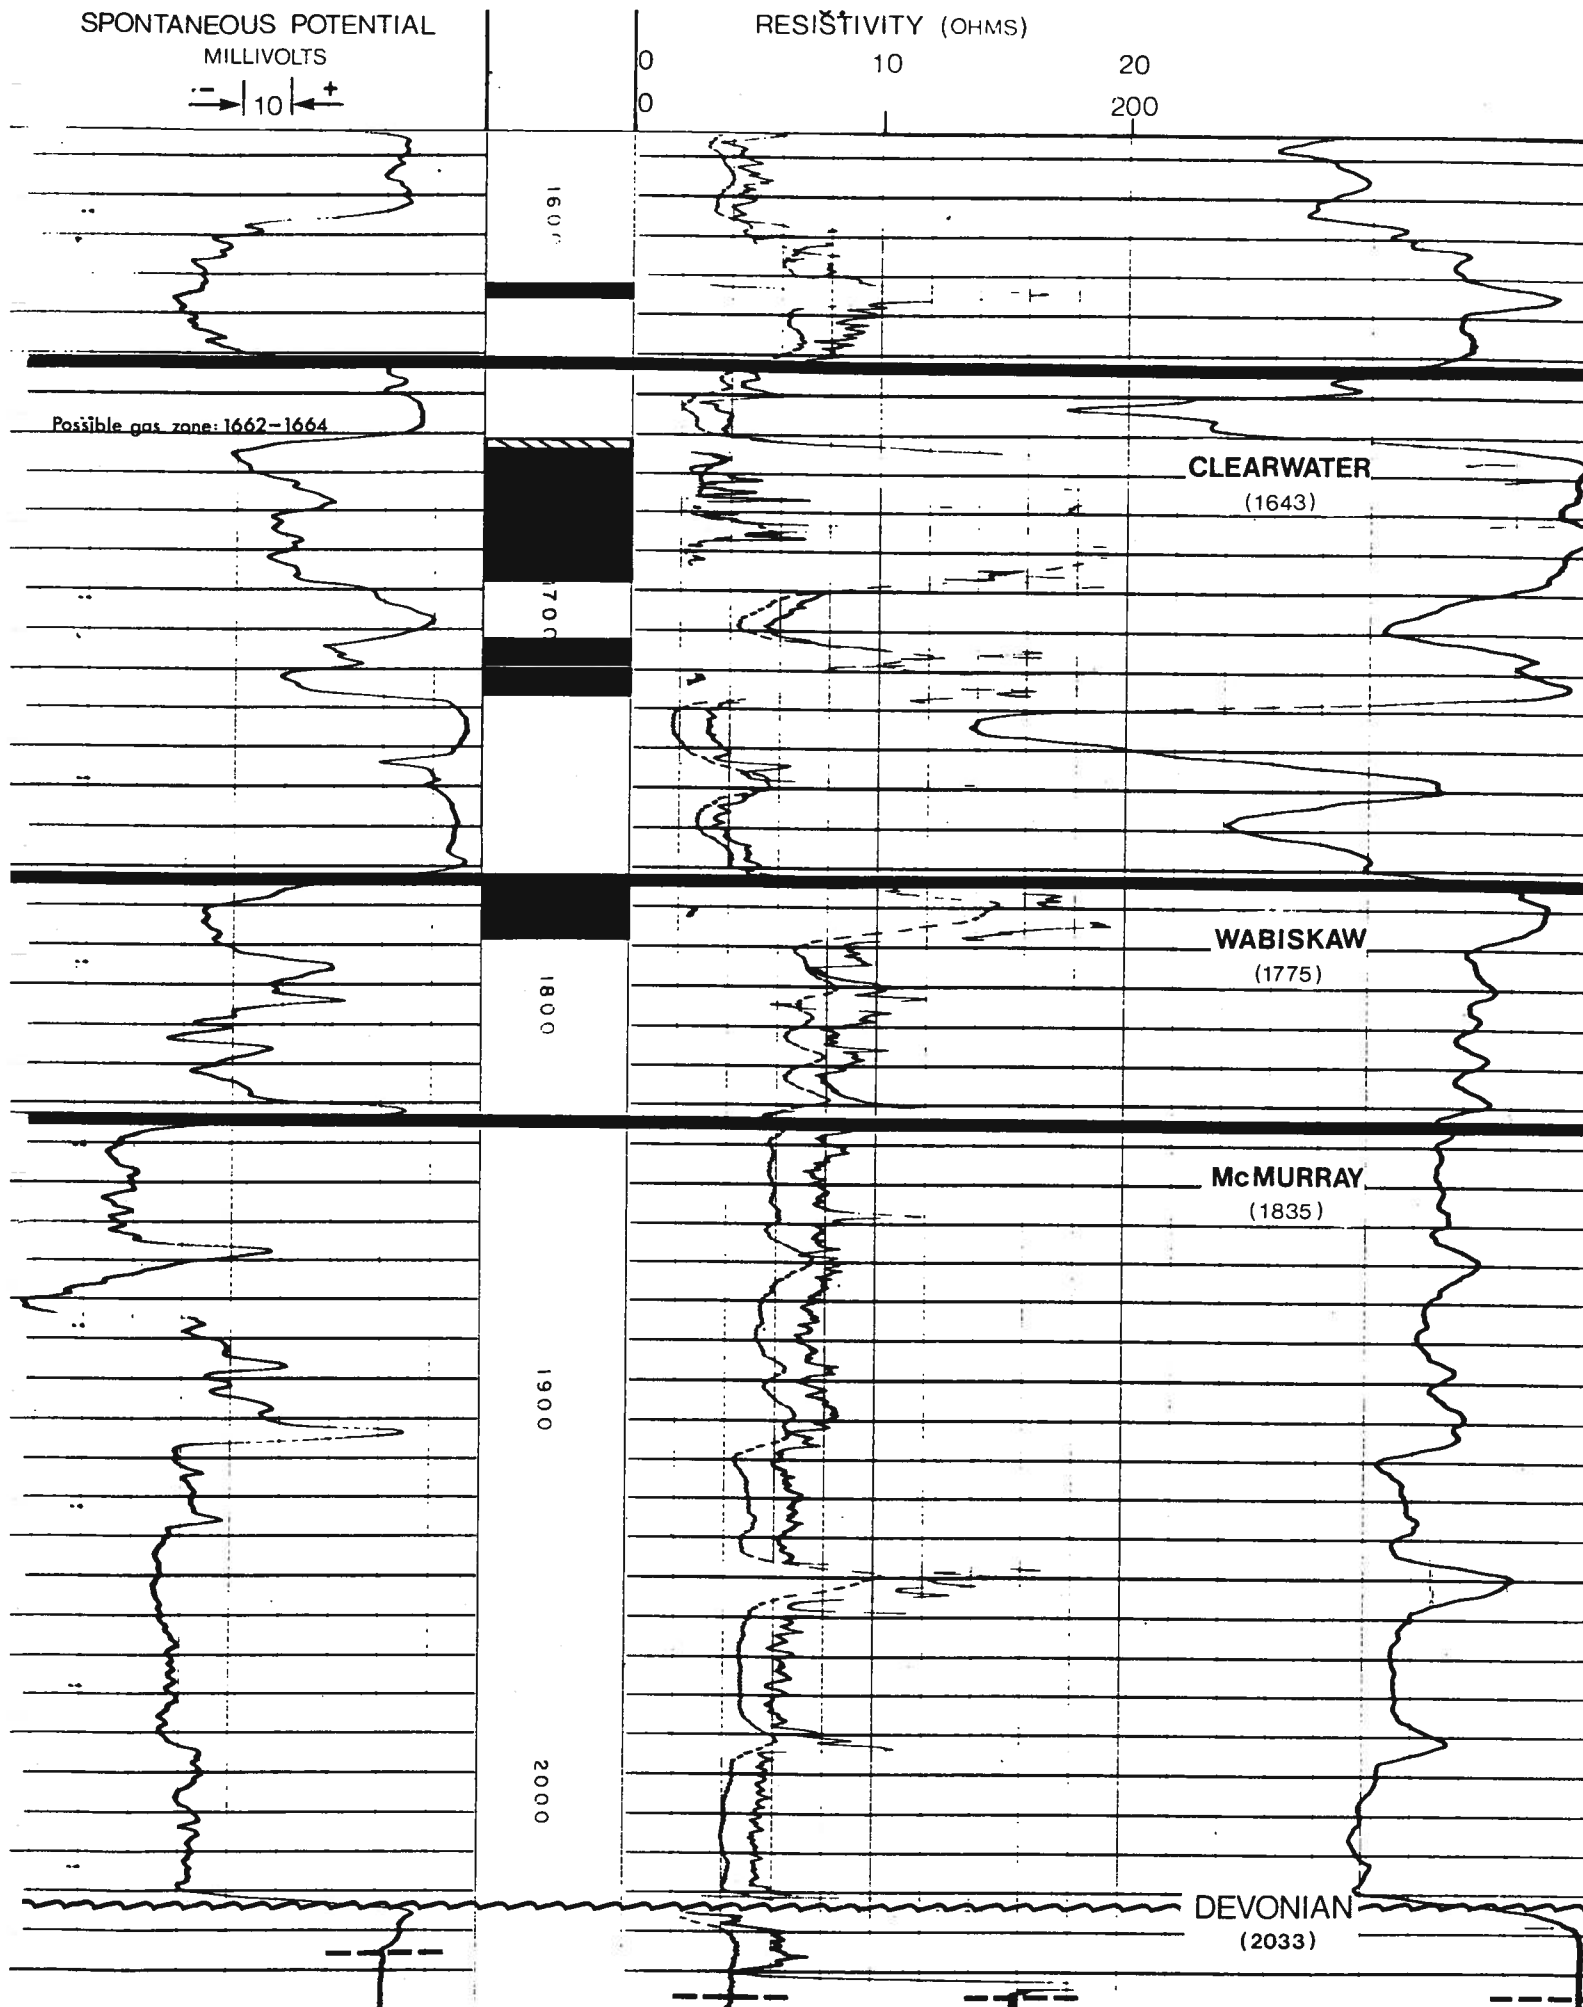 SPONTANEOUS POTENTIAL
MILLIVOLTS
- 10 +
RESISTIVITY (OHMS)
0 10 20
0 200
1600
Possible gas zone: 1662-1664
CLEARWATER
(1643)
1700
WABISKAW
(1775)
1800
McMURRAY
(1835)
1900
2000
DEVONIAN
(2033)